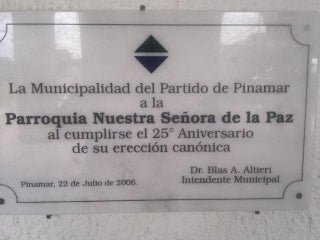 La Municipalidad del Partido de Pinamar
a la
Parroquia Nuestra Señora de la Paz
al cumplirse el 25° Aniversario
de su erección canónica
Dr. Blas A. Altieri
Pinamar, 22 de Julio de 2006.
Intendente Municipal